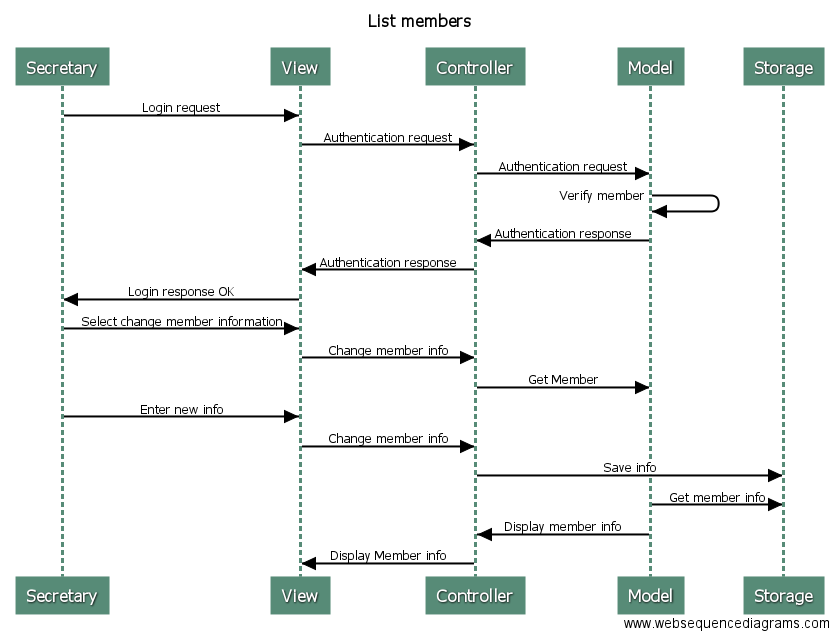 List members
Secretary View Controller Model Storage
Login request
Authentication request
Authentication request
Verify member
Authentication response
Authentication response
Login response OK
Select change member information
Change member info
Get Member
Enter new info
Change member info
Save info
Get member info
Display member info
Display Member info
Secretary View Controller Model Storage
www.websequencediagrams.com